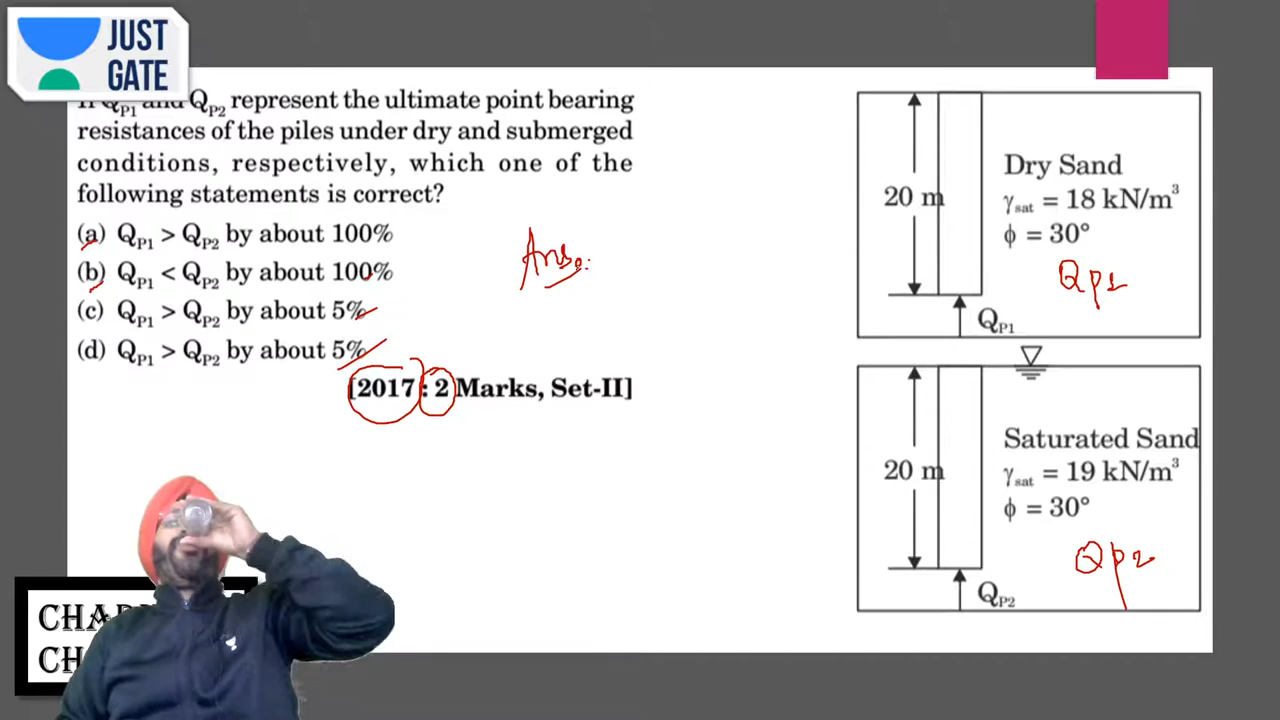 JUST
GATE
Q_P1 and Q_P2 represent the ultimate point bearing
resistances of the piles under dry and submerged
conditions, respectively, which one of the
following statements is correct?
(a) Q_P1 > Q_P2 by about 100%
(b) Q_P1 < Q_P2 by about 100%
(c) Q_P1 > Q_P2 by about 5%
(d) Q_P1 > Q_P2 by about 5%
[2017 : 2 Marks, Set-II]
Ans:
20 m
Dry Sand
γ_sat = 18 kN/m³
ϕ = 30°
Q_P1
20 m
Saturated Sand
γ_sat = 19 kN/m³
ϕ = 30°
Qp2
Q_P2
CHA
CH